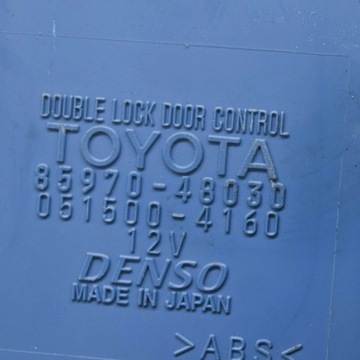 DOUBLE LOCK DOOR CONTROL
TOYOTA
85970-48030
051500-4160
12V
DENSO
MADE IN JAPAN
>ABS<